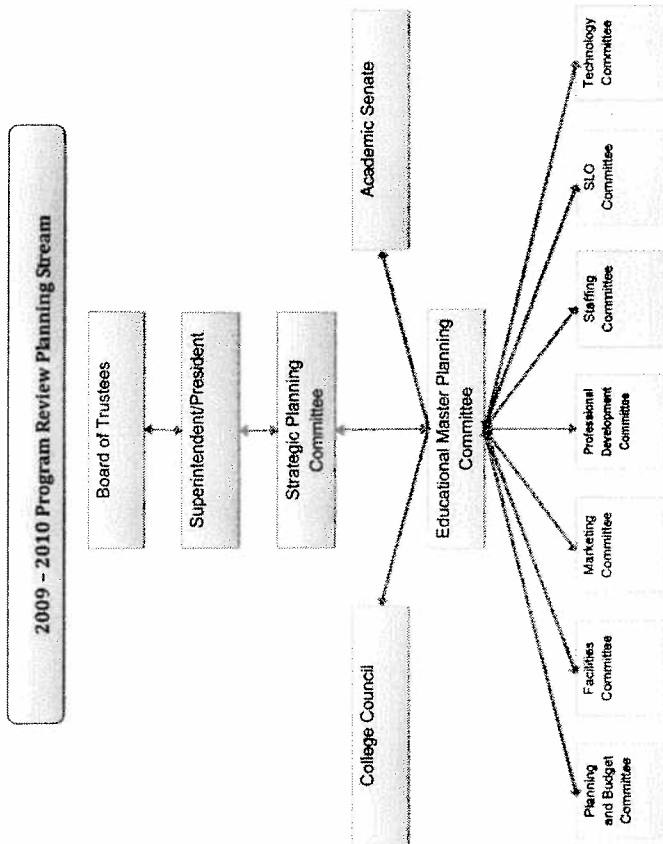 2009 - 2010 Program Review Planning Stream
Board of Trustees
Superintendent/President
Strategic Planning
Committee
College Council
Academic Senate
Educational Master Planning
Committee
Planning
and Budget
Committee
Facilities
Committee
Marketing
Committee
Professional
Development
Committee
Staffing
Committee
SLO
Committee
Technology
Committee